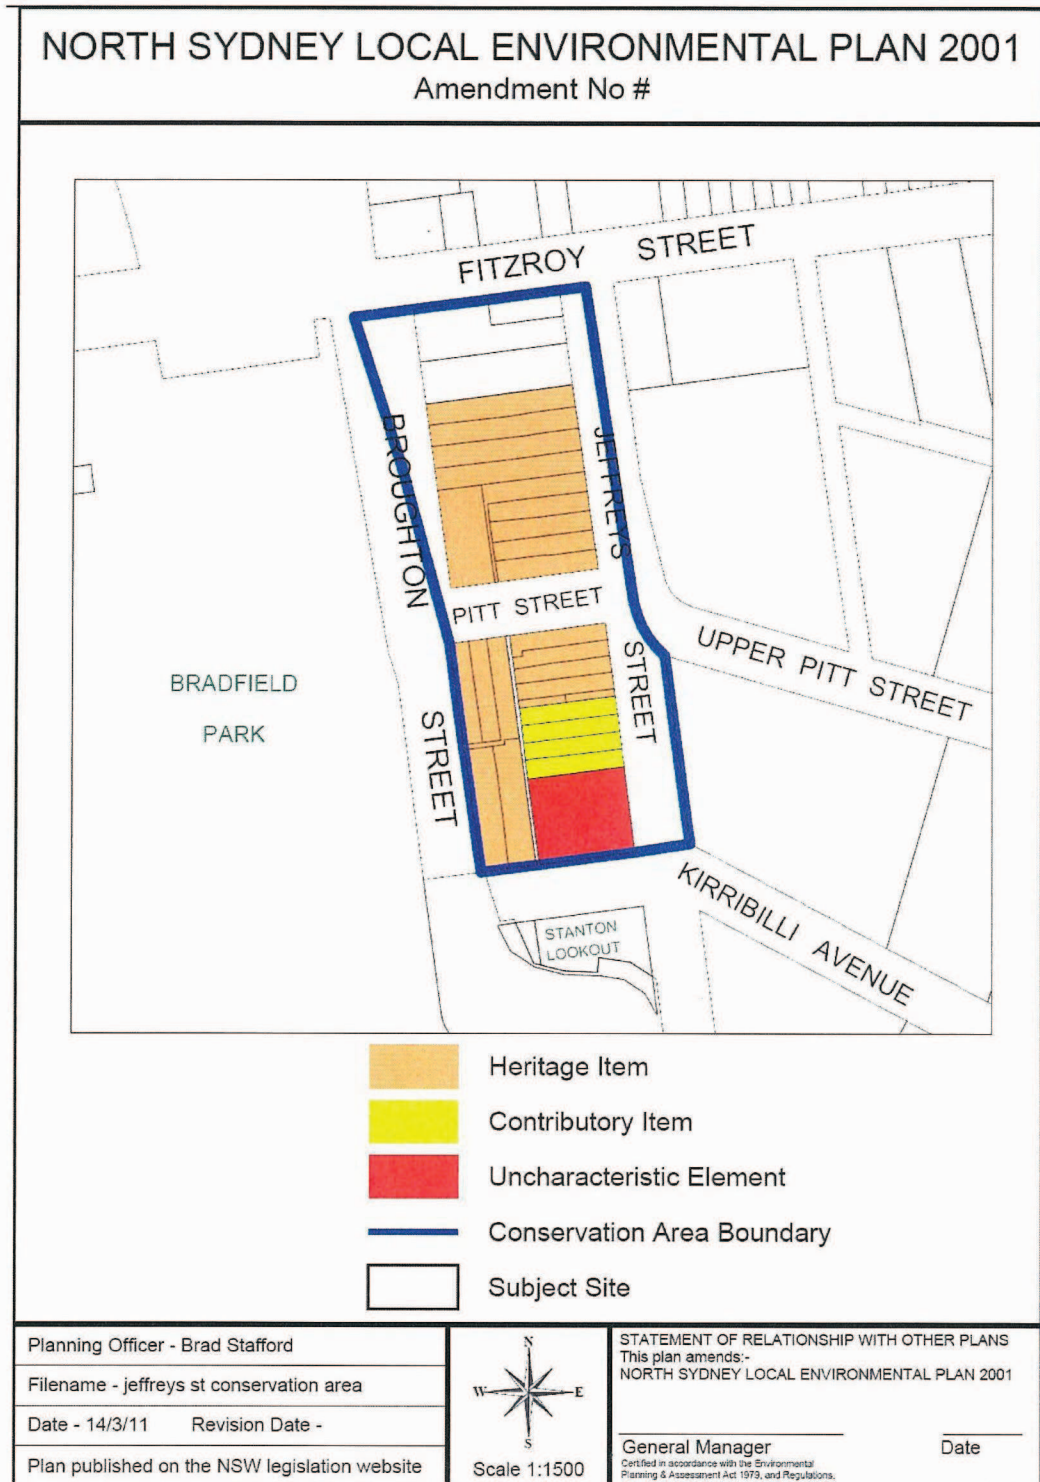 NORTH SYDNEY LOCAL ENVIRONMENTAL PLAN 2001
Amendment No #
FITZROY STREET
BROUGHTON
JEFFREYS
PITT STREET
UPPER PITT STREET
STREET
BRADFIELD
PARK
STREET
KIRRIBILLI AVENUE
STANTON
LOOKOUT
Heritage Item
Contributory Item
Uncharacteristic Element
Conservation Area Boundary
Subject Site
Planning Officer - Brad Stafford
Filename - jeffreys st conservation area
Date - 14/3/11 Revision Date -
Plan published on the NSW legislation website
N
W E
S
Scale 1:1500
STATEMENT OF RELATIONSHIP WITH OTHER PLANS
This plan amends:-
NORTH SYDNEY LOCAL ENVIRONMENTAL PLAN 2001
General Manager Date
Certified in accordance with the Environmental
Planning & Assessment Act 1979, and Regulations.